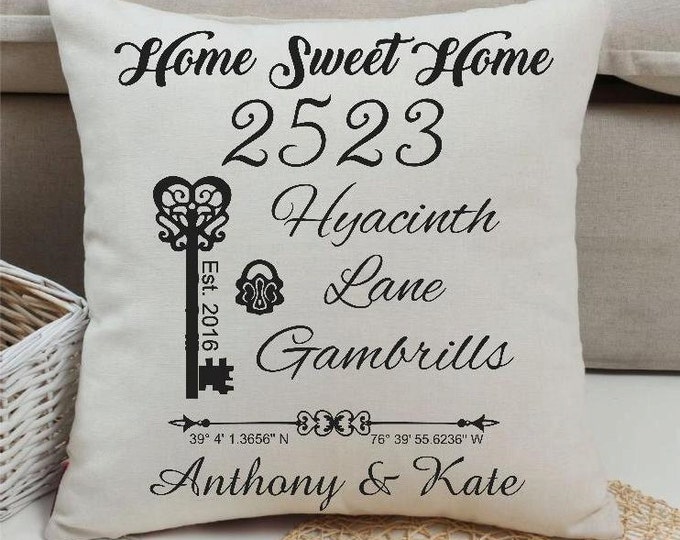 Home Sweet Home
2523
Hyacinth
Lane
Gambrills
Est. 2016
39° 4' 1.3656" N 76° 39' 55.6236" W
Anthony & Kate